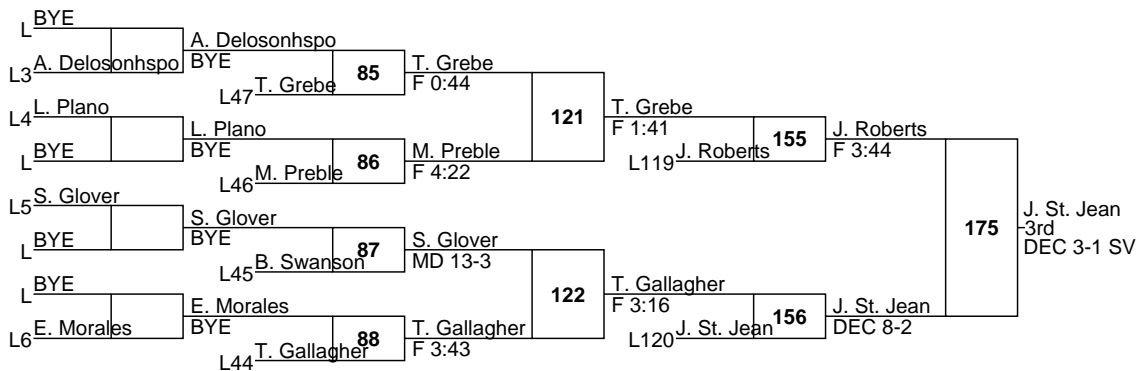 L BYE
A. Delosonhspo
BYE
L3 A. Delosonhspo
85
T. Grebe
F 0:44
L47 T. Grebe
121
T. Grebe
F 1:41
L4 L. Plano
L. Plano
BYE
L BYE
86
M. Preble
F 4:22
L46 M. Preble
155
J. Roberts
F 3:44
L119 J. Roberts
L5 S. Glover
S. Glover
BYE
L BYE
87
S. Glover
MD 13-3
L45 B. Swanson
122
T. Gallagher
F 3:16
L BYE
E. Morales
BYE
L6 E. Morales
88
T. Gallagher
F 3:43
L44 T. Gallagher
156
J. St. Jean
DEC 8-2
L120 J. St. Jean
175
J. St. Jean
3rd
DEC 3-1 SV